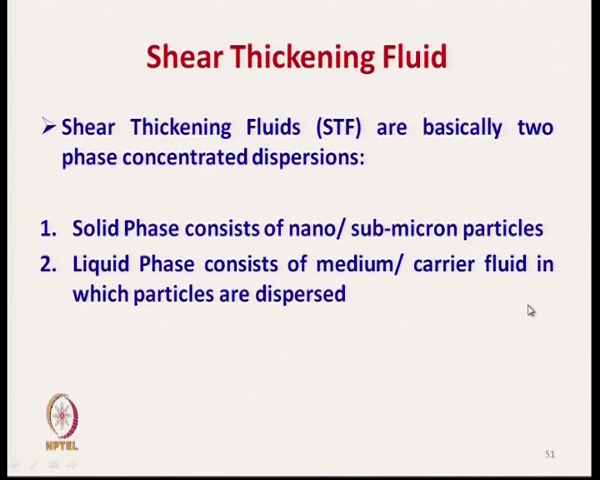 Shear Thickening Fluid
➢ Shear Thickening Fluids (STF) are basically two
phase concentrated dispersions:
1. Solid Phase consists of nano/ sub-micron particles
2. Liquid Phase consists of medium/ carrier fluid in
which particles are dispersed
NPTEL
51